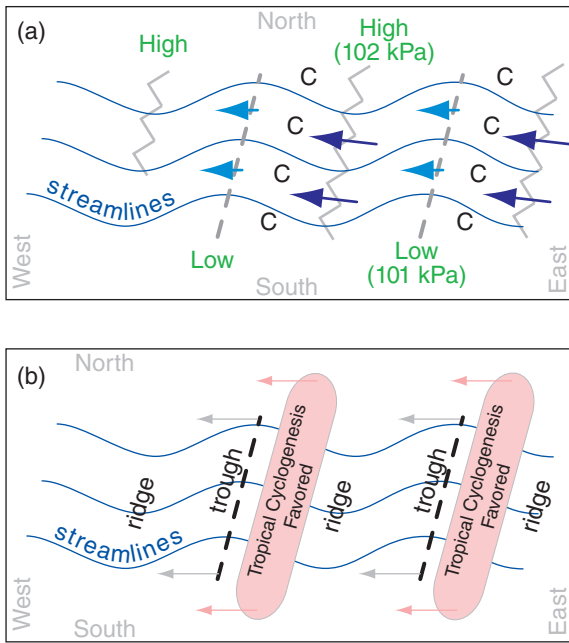 (a)
North
High
High
(102 kPa)
C
C
C
C
C
C
C
C
streamlines
Low
Low
(101 kPa)
West
South
East
(b)
North
ridge
trough
Tropical Cyclogenesis
Favored
ridge
trough
Tropical Cyclogenesis
Favored
ridge
streamlines
West
South
East